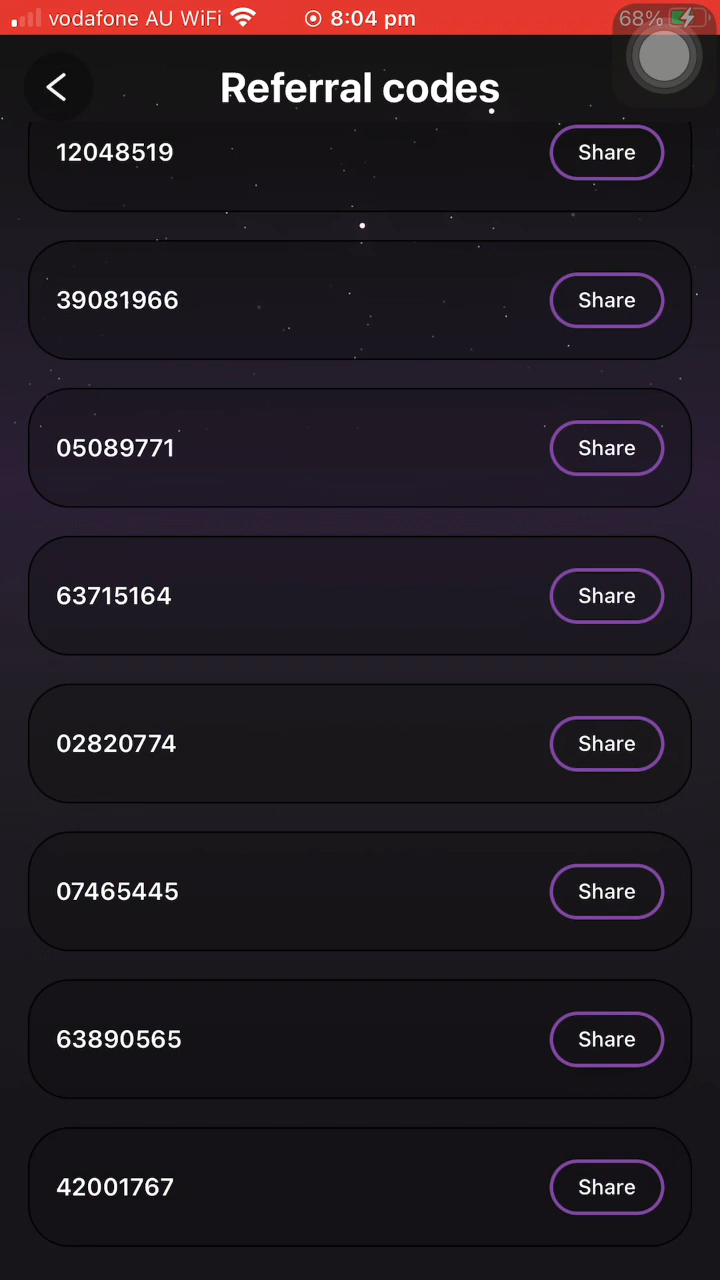 vodafone AU WiFi 8:04 pm 68%
Referral codes
12048519 Share
39081966 Share
05089771 Share
63715164 Share
02820774 Share
07465445 Share
63890565 Share
42001767 Share